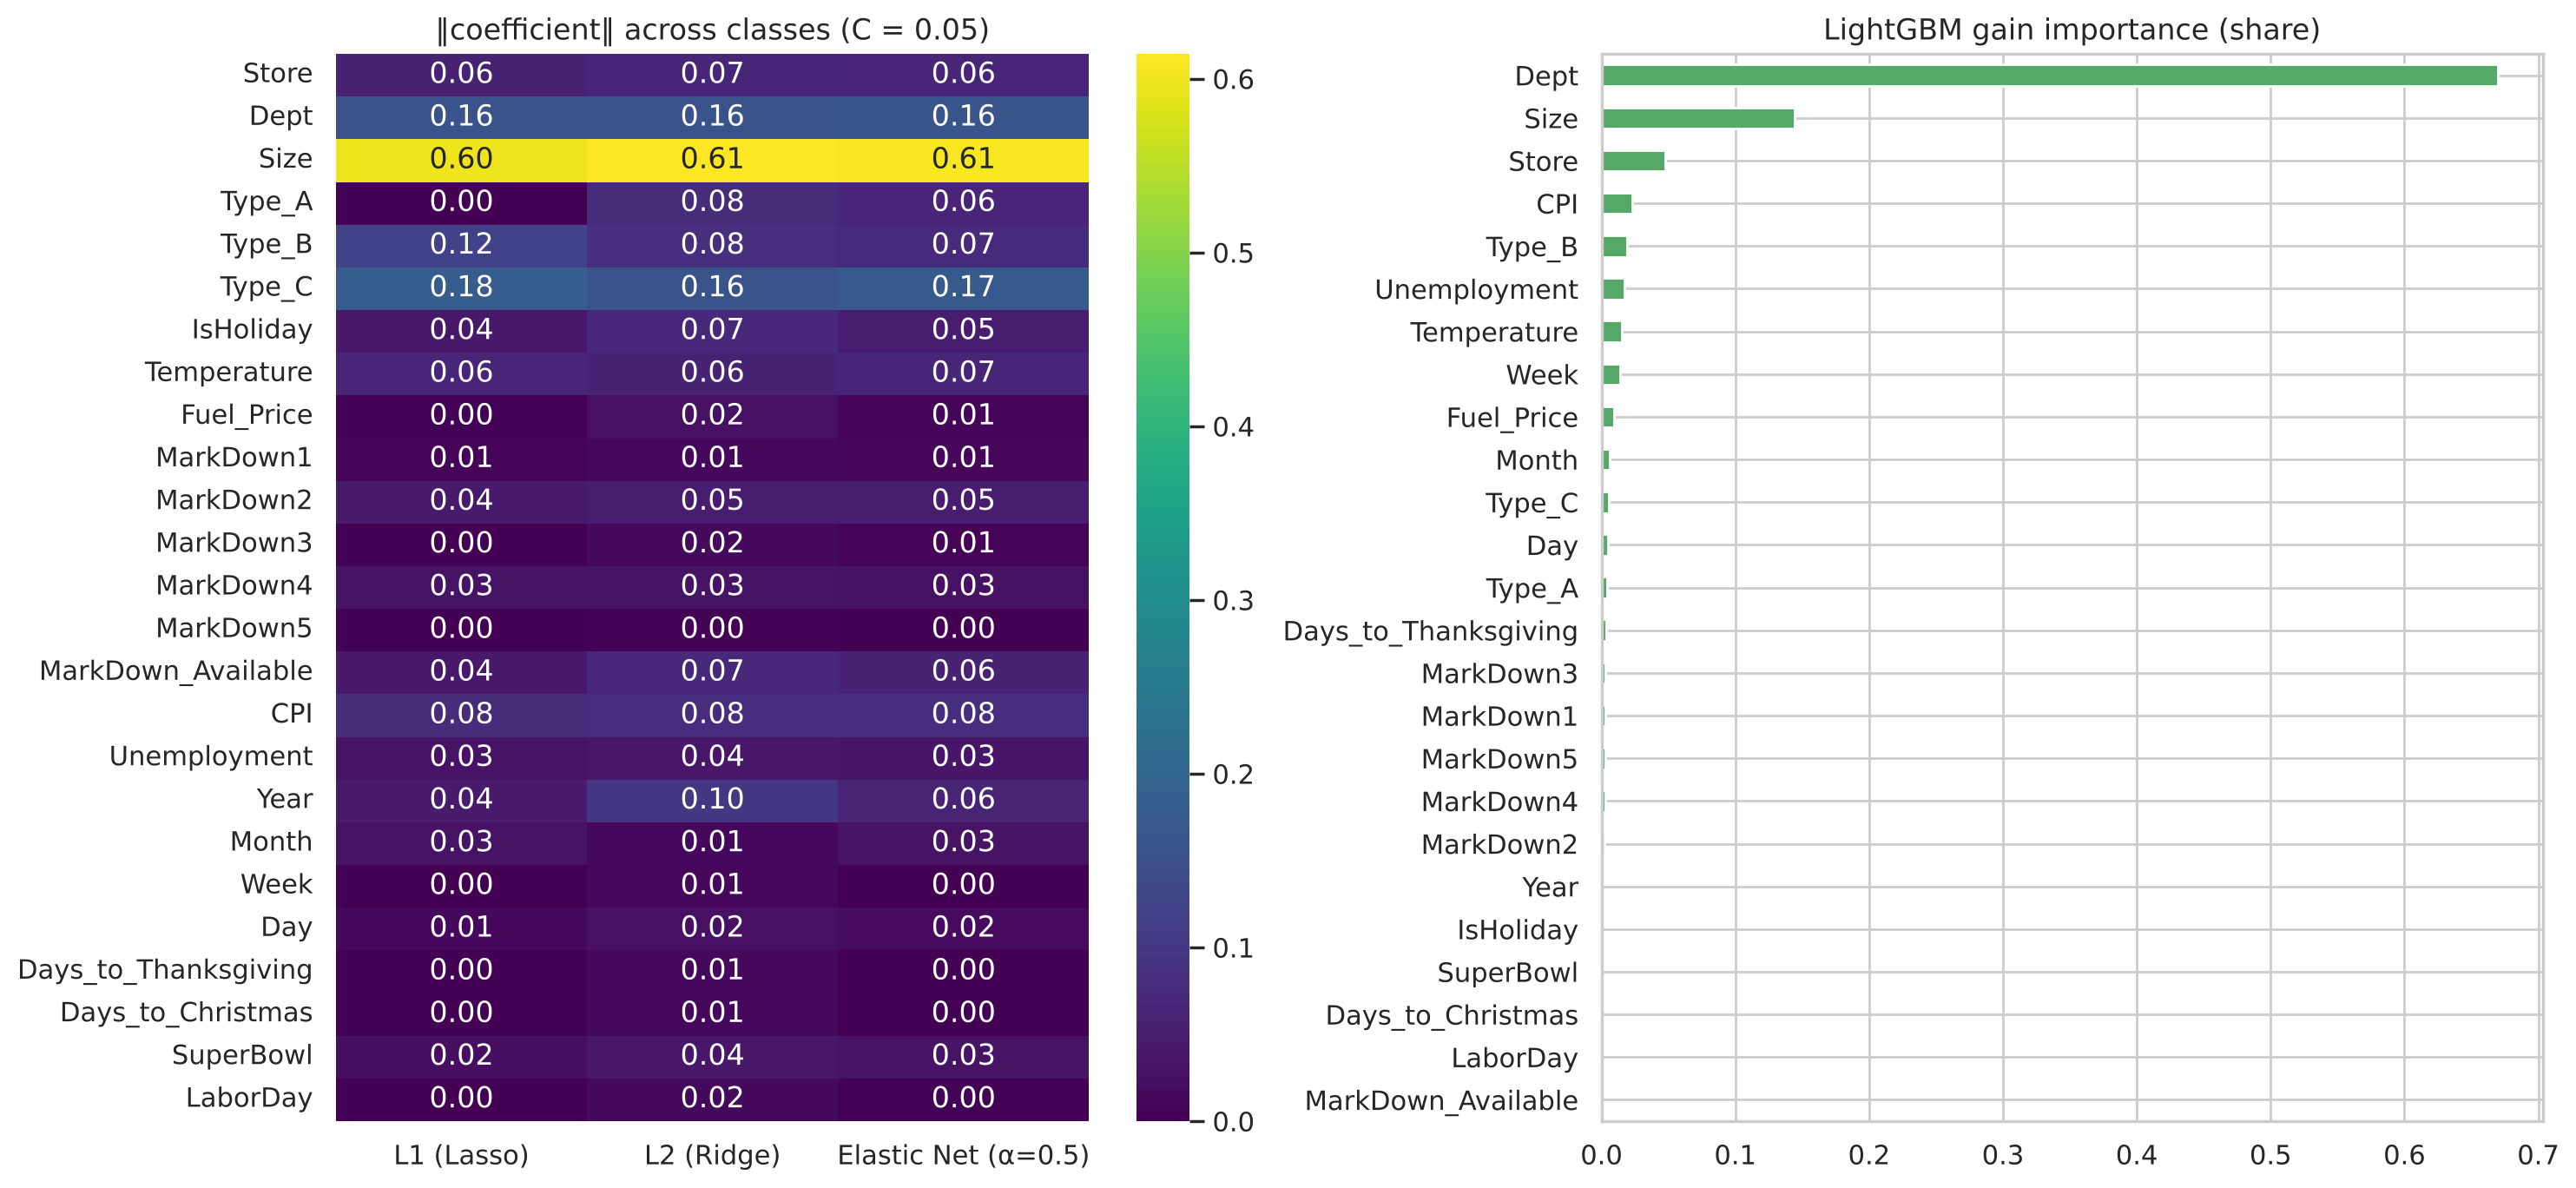 ‖coefficient‖ across classes (C = 0.05)
Store 0.06 0.07 0.06
Dept 0.16 0.16 0.16
Size 0.60 0.61 0.61
Type_A 0.00 0.08 0.06
Type_B 0.12 0.08 0.07
Type_C 0.18 0.16 0.17
IsHoliday 0.04 0.07 0.05
Temperature 0.06 0.06 0.07
Fuel_Price 0.00 0.02 0.01
MarkDown1 0.01 0.01 0.01
MarkDown2 0.04 0.05 0.05
MarkDown3 0.00 0.02 0.01
MarkDown4 0.03 0.03 0.03
MarkDown5 0.00 0.00 0.00
MarkDown_Available 0.04 0.07 0.06
CPI 0.08 0.08 0.08
Unemployment 0.03 0.04 0.03
Year 0.04 0.10 0.06
Month 0.03 0.01 0.03
Week 0.00 0.01 0.00
Day 0.01 0.02 0.02
Days_to_Thanksgiving 0.00 0.01 0.00
Days_to_Christmas 0.00 0.01 0.00
SuperBowl 0.02 0.04 0.03
LaborDay 0.00 0.02 0.00
L1 (Lasso) L2 (Ridge) Elastic Net (α=0.5)
0.6
0.5
0.4
0.3
0.2
0.1
0.0
LightGBM gain importance (share)
Dept
Size
Store
CPI
Type_B
Unemployment
Temperature
Week
Fuel_Price
Month
Type_C
Day
Type_A
Days_to_Thanksgiving
MarkDown3
MarkDown1
MarkDown5
MarkDown4
MarkDown2
Year
IsHoliday
SuperBowl
Days_to_Christmas
LaborDay
MarkDown_Available
0.0 0.1 0.2 0.3 0.4 0.5 0.6 0.7